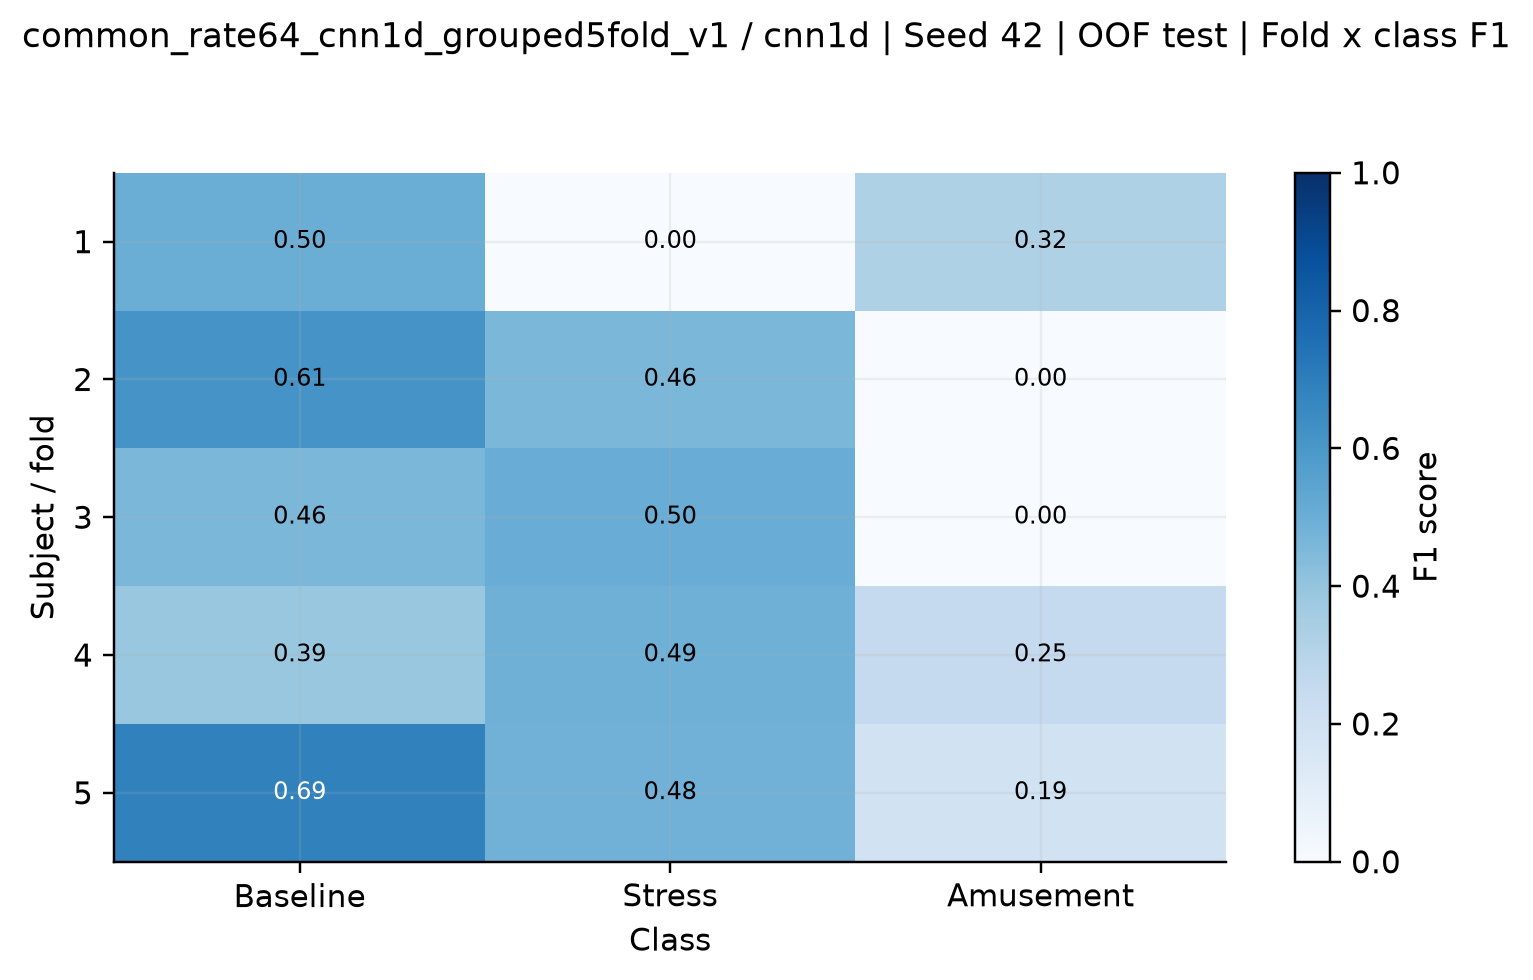 common_rate64_cnn1d_grouped5fold_v1 / cnn1d | Seed 42 | OOF test | Fold x class F1
1 0.50 0.00 0.32
2 0.61 0.46 0.00
3 0.46 0.50 0.00
4 0.39 0.49 0.25
5 0.69 0.48 0.19
Baseline Stress Amusement
Class
Subject / fold
1.0
0.8
0.6
0.4
0.2
0.0
F1 score